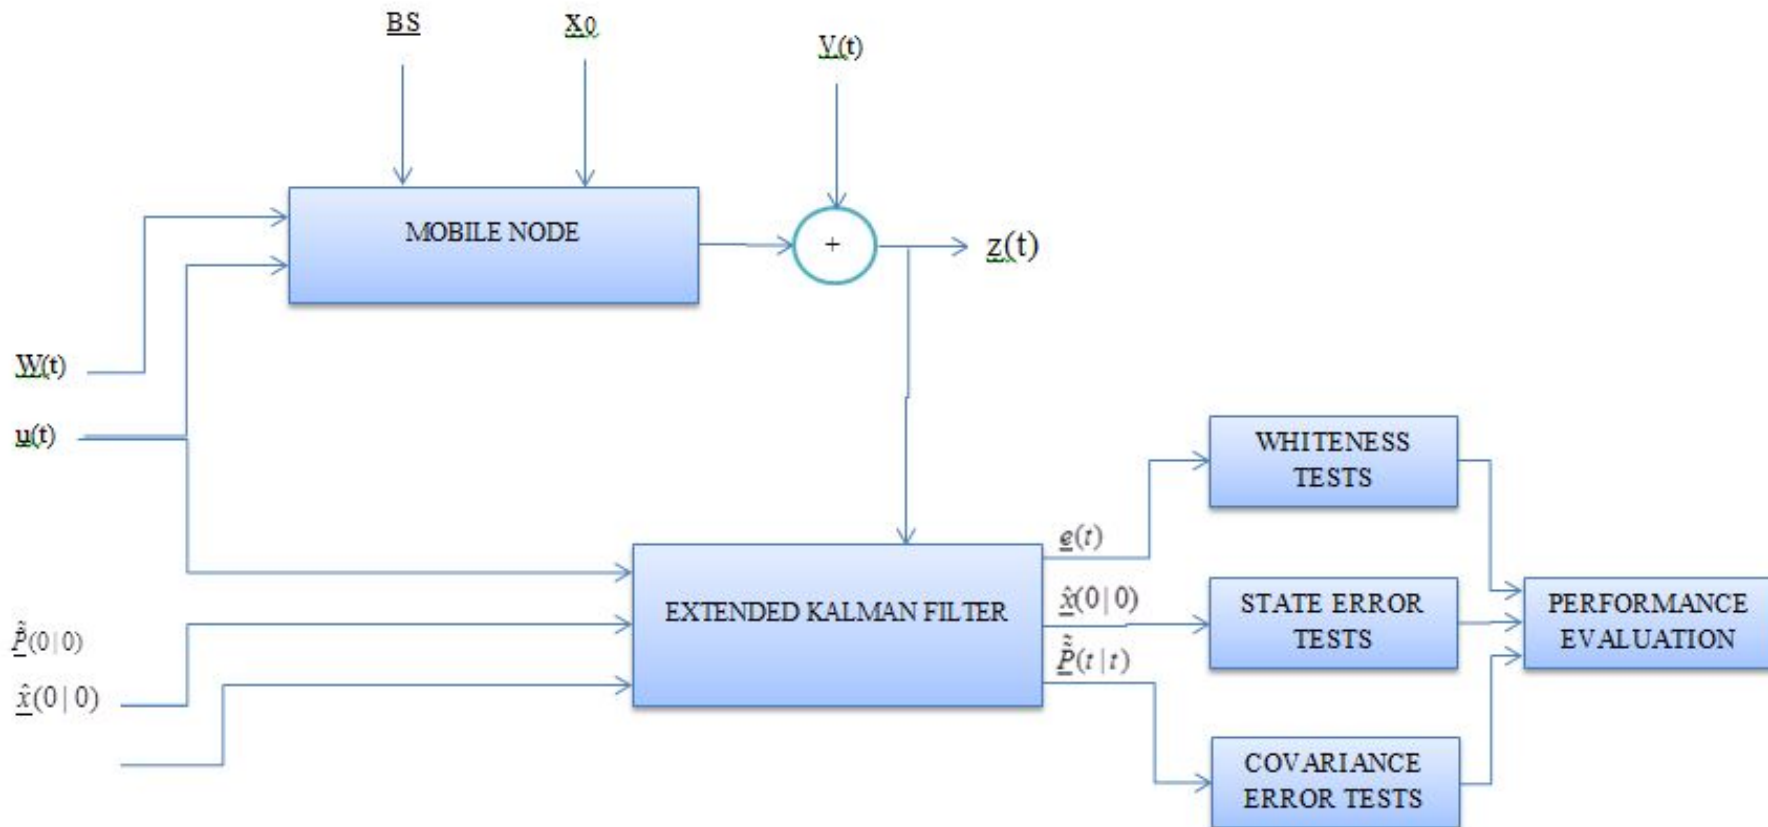 BS
X0
V(t)
MOBILE NODE
+
z(t)
W(t)
u(t)
WHITENESS
TESTS
e(t)
EXTENDED KALMAN FILTER
x̂(0|0)
STATE ERROR
TESTS
PERFORMANCE
EVALUATION
P̃(0|0)
P̃(t|t)
x̂(0|0)
COVARIANCE
ERROR TESTS